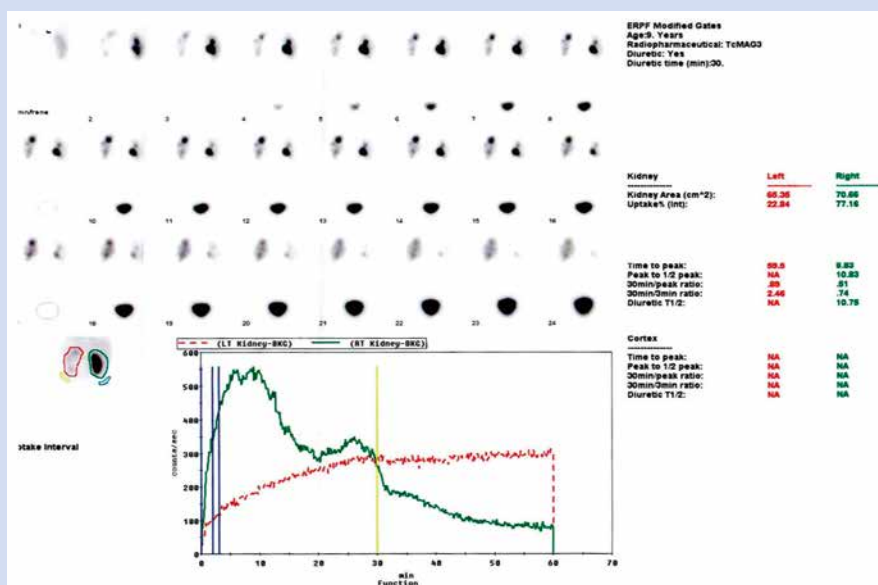 ERPF Modified Gates
Age:9. Years
Radiopharmaceutical: TcMAG3
Diuretic: Yes
Diuretic time (min):30.
min/frame
2 3 4 5 6 7 8
10 11 12 13 14 15 16
18 19 20 21 22 23 24
Kidney Left Right
Kidney Area (cm^2): 65.35 70.66
Uptake% (Int): 22.84 77.16
Time to peak: 59.5 8.83
Peak to 1/2 peak: NA 10.83
30min/peak ratio: .89 .51
30min/3min ratio: 2.46 .74
Diuretic T1/2: NA 10.75
Cortex
Time to peak: NA NA
Peak to 1/2 peak: NA NA
30min/peak ratio: NA NA
30min/3min ratio: NA NA
Diuretic T1/2: NA NA
ptake Interval
(LT Kidney-BKG) (RT Kidney-BKG)
600
500
400
300
200
100
0
counts/sec
0 10 20 30 40 50 60 70
min
Function